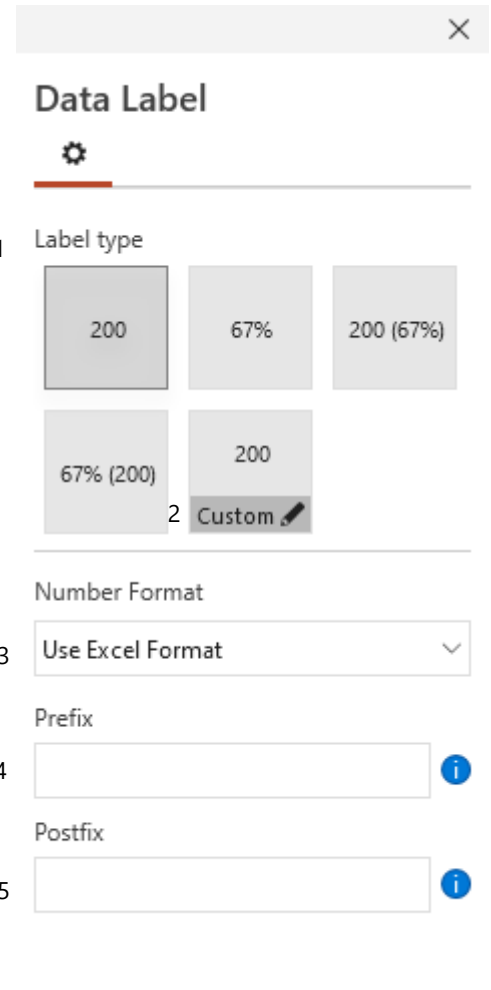 Data Label
1 Label type
200 67% 200 (67%)
67% (200) 200
2 Custom
Number Format
3 Use Excel Format
Prefix
4
Postfix
5